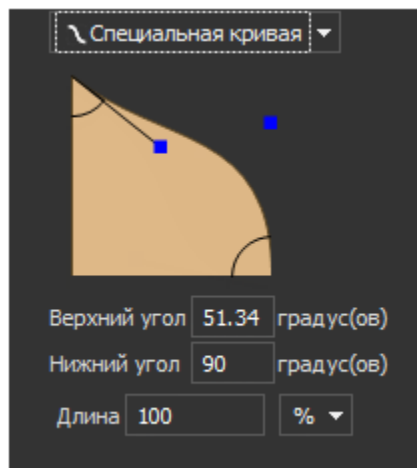 Специальная кривая
Верхний угол 51.34 градус(ов)
Нижний угол 90 градус(ов)
Длина 100 %